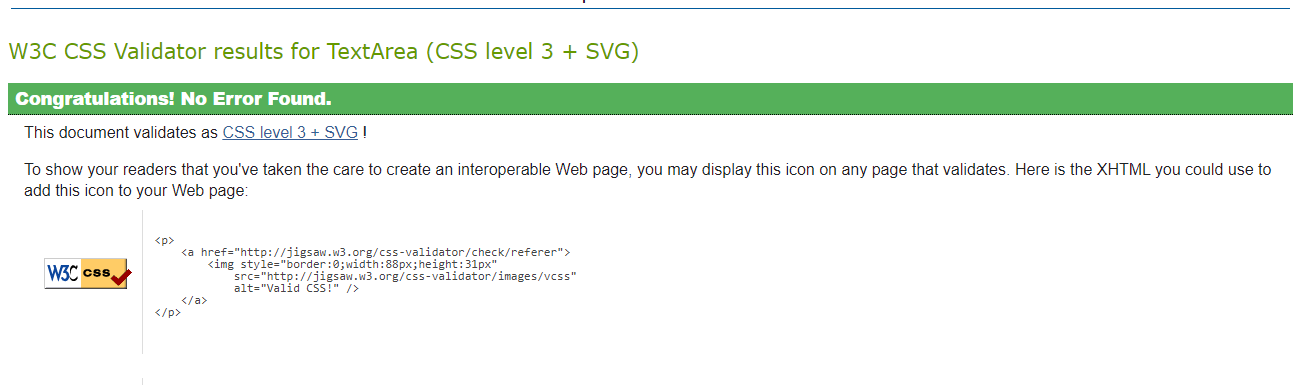 W3C CSS Validator results for TextArea (CSS level 3 + SVG)
Congratulations! No Error Found.
This document validates as CSS level 3 + SVG !
To show your readers that you've taken the care to create an interoperable Web page, you may display this icon on any page that validates. Here is the XHTML you could use to
add this icon to your Web page:
W3C css
<p>
    <a href="http://jigsaw.w3.org/css-validator/check/referer">
        <img style="border:0;width:88px;height:31px"
            src="http://jigsaw.w3.org/css-validator/images/vcss"
            alt="Valid CSS!" />
    </a>
</p>